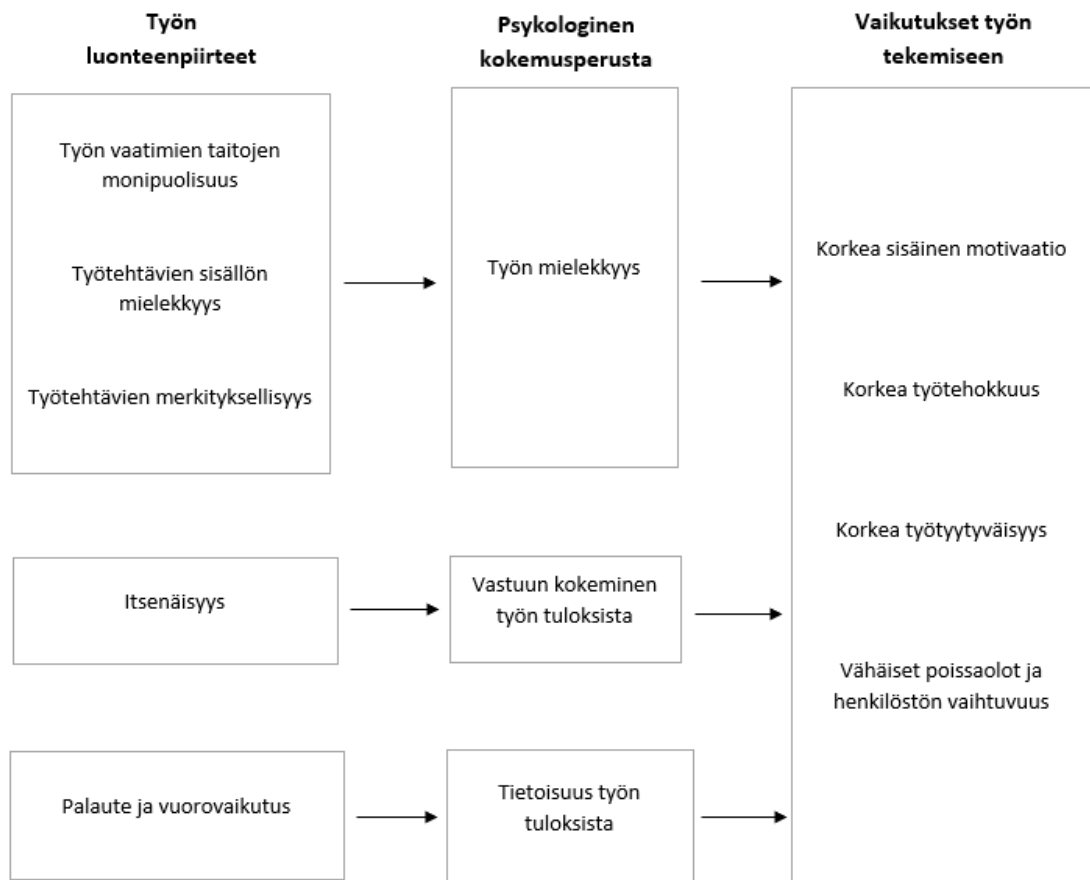 Työn
luonteenpiirteet
Psykologinen
kokemusperusta
Vaikutukset työn
tekemiseen
Työn vaatimien taitojen
monipuolisuus
Työtehtävien sisällön
mielekkyys
Työtehtävien merkityksellisyys
Työn mielekkyys
Korkea sisäinen motivaatio
Korkea työtehokkuus
Korkea työtyytyväisyys
Vähäiset poissaolot ja
henkilöstön vaihtuvuus
Itsenäisyys
Vastuun kokeminen
työn tuloksista
Palaute ja vuorovaikutus
Tietoisuus työn
tuloksista